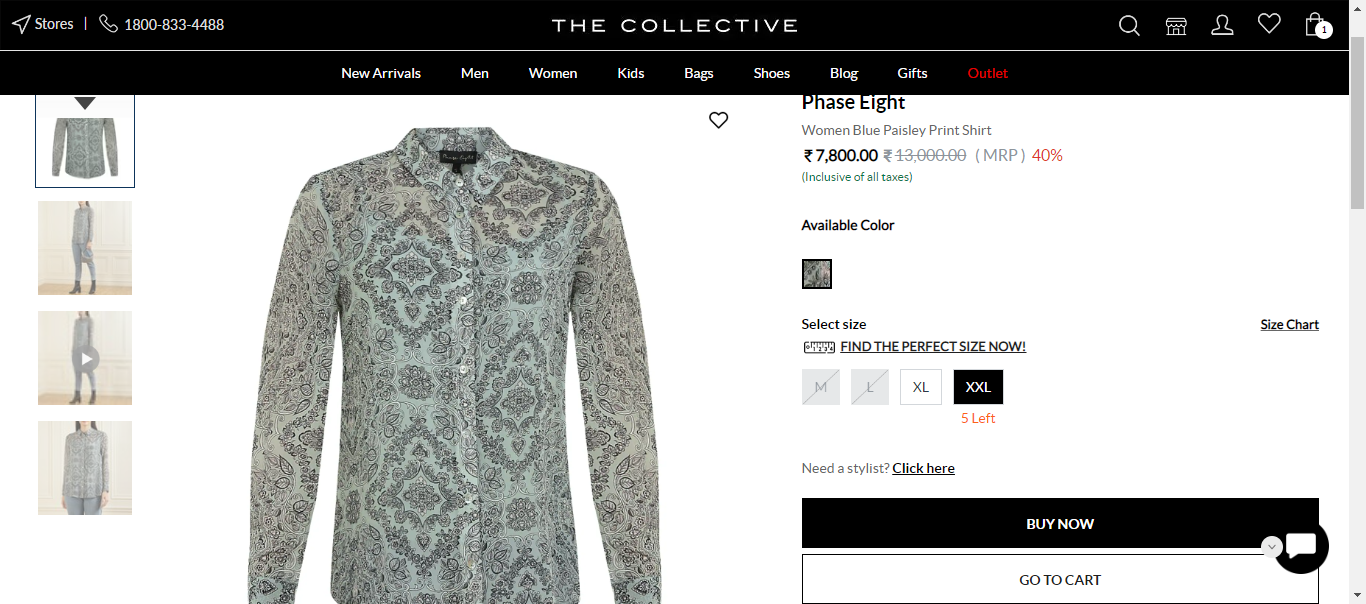 Stores | 1800-833-4488
THE COLLECTIVE
1
New Arrivals Men Women Kids Bags Shoes Blog Gifts Outlet
Phase Eight
Women Blue Paisley Print Shirt
₹ 7,800.00 ₹ 13,000.00 ( MRP ) 40%
(Inclusive of all taxes)
Available Color
Select size Size Chart
FIND THE PERFECT SIZE NOW!
M L XL XXL
5 Left
Need a stylist? Click here
BUY NOW
GO TO CART
Phase Eight